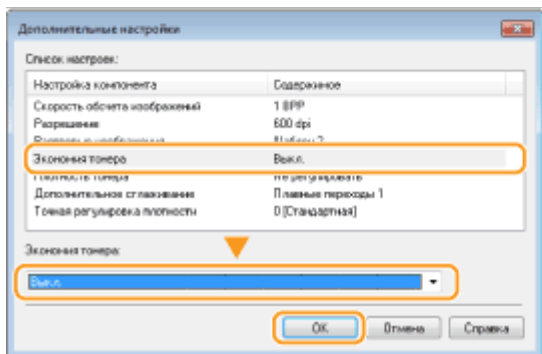 Дополнительные настройки
Список настроек:
Настройка компонента Содержимое
Скорость обсчета изображений 1 BPP
Разрешение 600 dpi
Экономия тонера Выкл.
Плотность тонера Не регулировать
Дополнительное сглаживание Плавные переходы 1
Точная регулировка плотности 0 [Стандартная]
Экономия тонера:
Выкл.
OK Отмена Справка